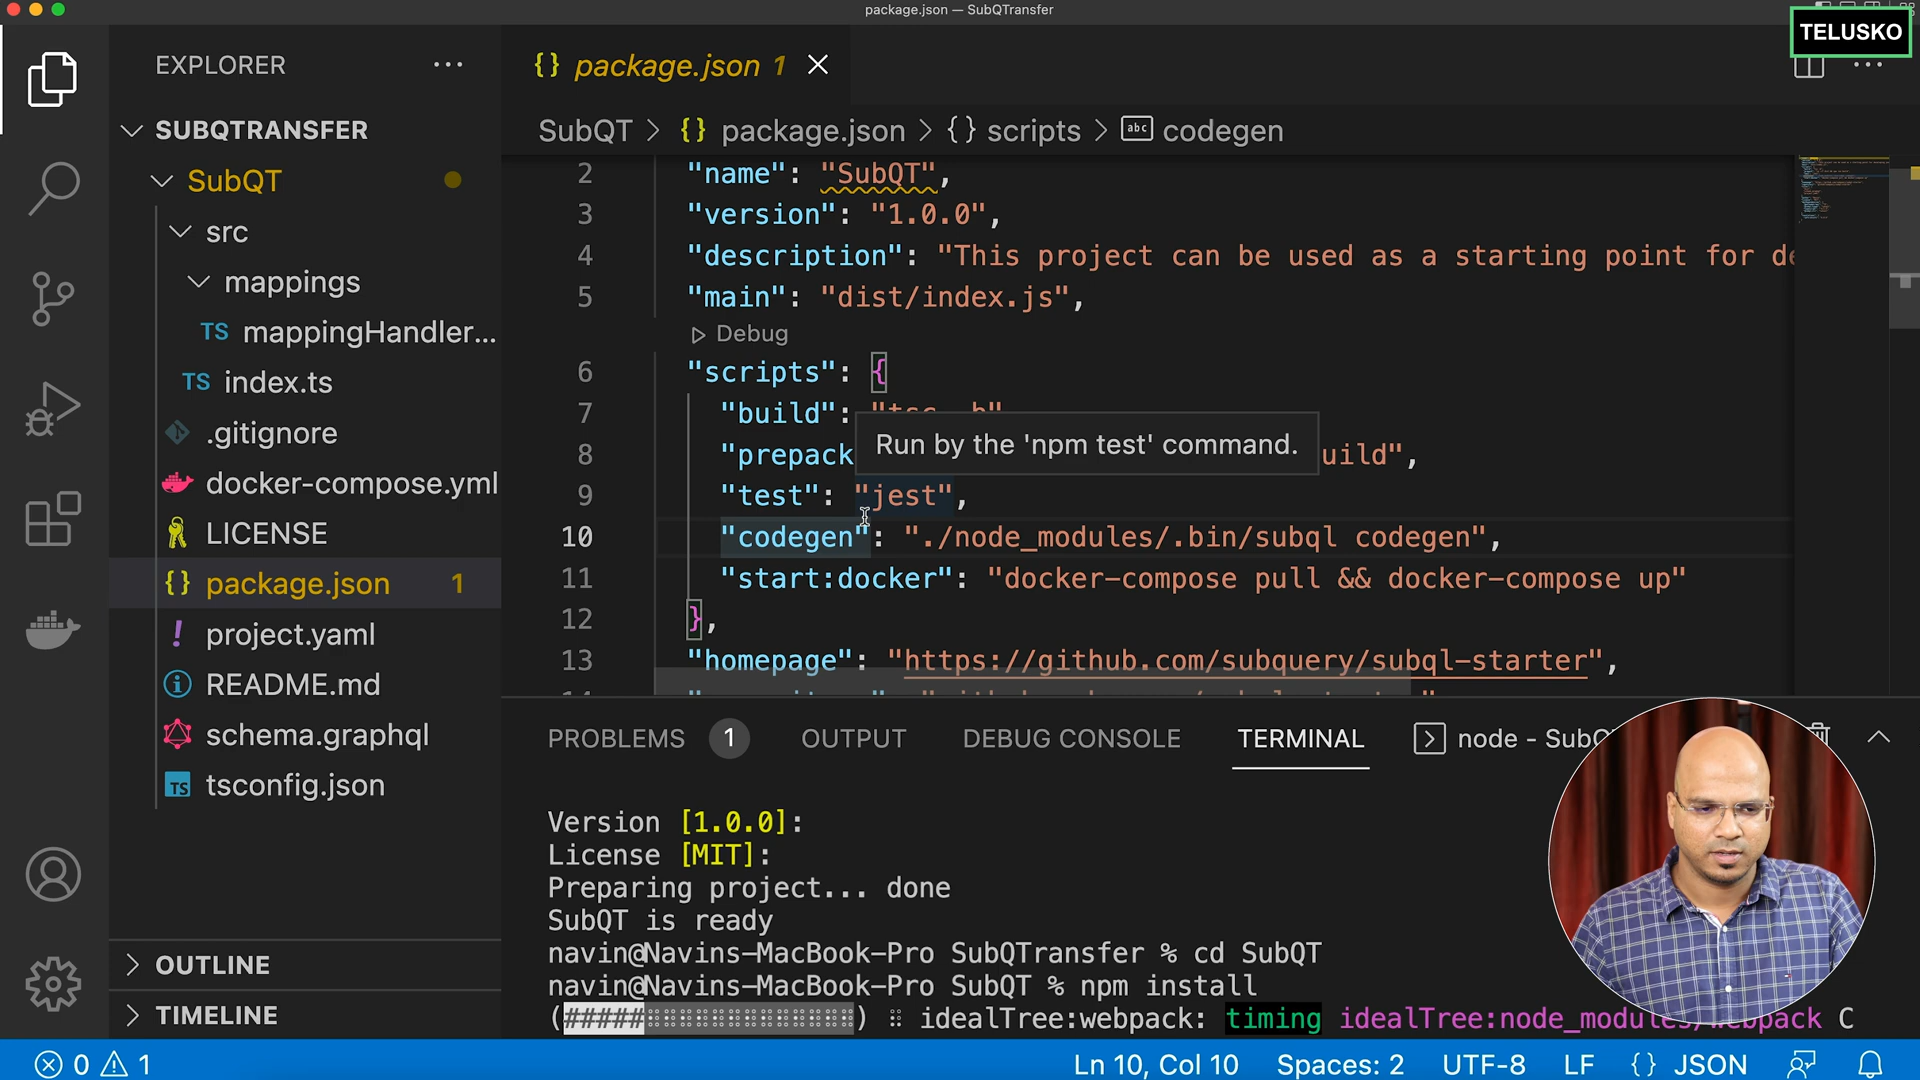 package.json — SubQTransfer
TELUSKO
EXPLORER
package.json 1
SUBQTRANSFER
SubQT > package.json > scripts > codegen
SubQT
src
mappings
mappingHandler...
index.ts
.gitignore
docker-compose.yml
LICENSE
package.json 1
project.yaml
README.md
schema.graphql
tsconfig.json
OUTLINE
TIMELINE
2 "name": "SubQT",
3 "version": "1.0.0",
4 "description": "This project can be used as a starting point for de
5 "main": "dist/index.js",
Debug
6 "scripts": {
7 "build": "tsc -b"
8 "prepack uild",
Run by the 'npm test' command.
9 "test": "jest",
10 "codegen": "./node_modules/.bin/subql codegen",
11 "start:docker": "docker-compose pull && docker-compose up"
12 },
13 "homepage": "https://github.com/subquery/subql-starter",
PROBLEMS 1 OUTPUT DEBUG CONSOLE TERMINAL node - SubQ
Version [1.0.0]:
License [MIT]:
Preparing project... done
SubQT is ready
navin@Navins-MacBook-Pro SubQTransfer % cd SubQT
navin@Navins-MacBook-Pro SubQT % npm install
(##### ) idealTree:webpack: timing idealTree:node_modules/webpack C
0 1 Ln 10, Col 10 Spaces: 2 UTF-8 LF {} JSON